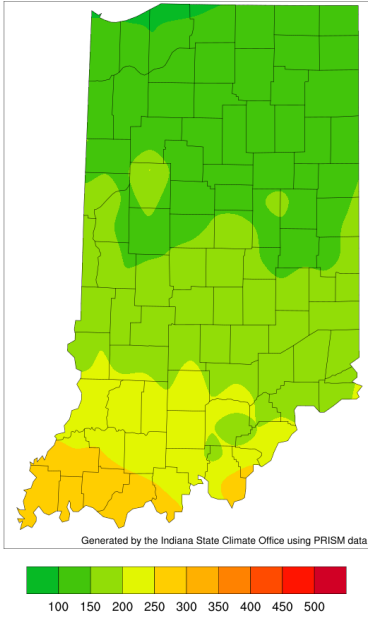 Generated by the Indiana State Climate Office using PRISM data
100 150 200 250 300 350 400 450 500